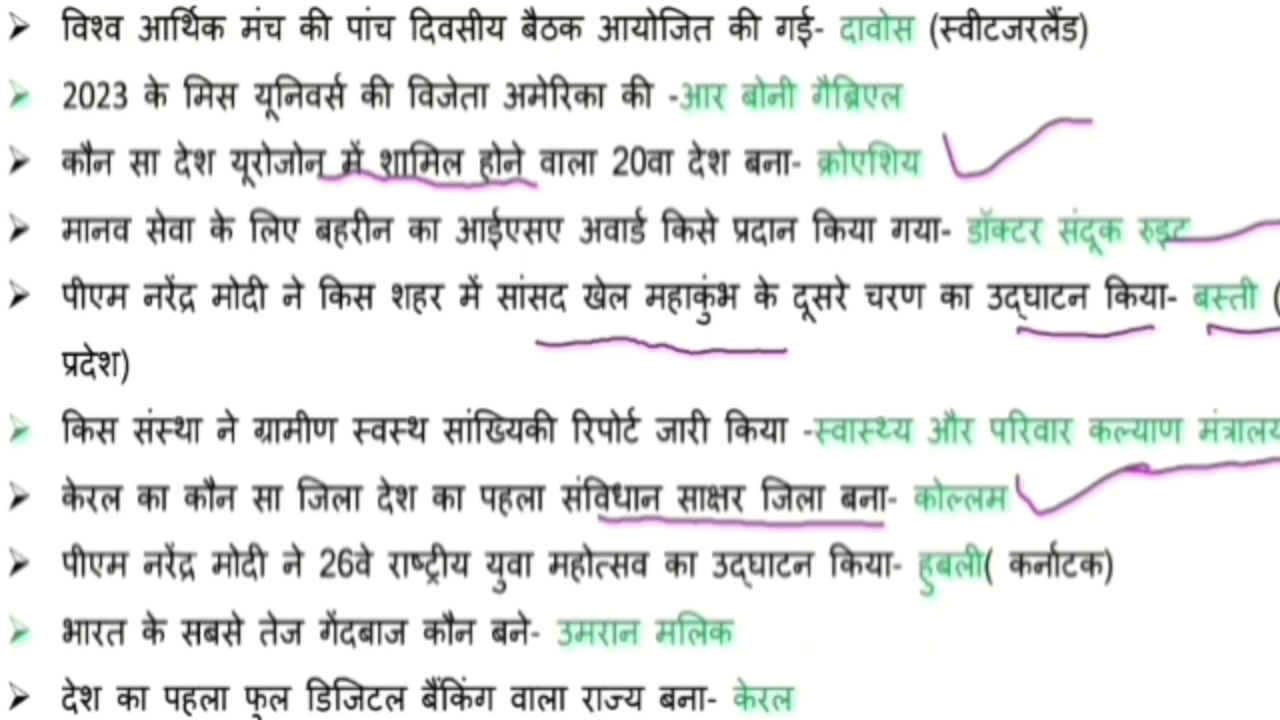 ➤ विश्व आर्थिक मंच की पांच दिवसीय बैठक आयोजित की गई- दावोस (स्वीटजरलैंड)
➤ 2023 के मिस यूनिवर्स की विजेता अमेरिका की -आर बोनी गैब्रिएल
➤ कौन सा देश यूरोजोन में शामिल होने वाला 20वा देश बना- क्रोएशिय
➤ मानव सेवा के लिए बहरीन का आईएसए अवार्ड किसे प्रदान किया गया- डॉक्टर संदूक रुइट
➤ पीएम नरेंद्र मोदी ने किस शहर में सांसद खेल महाकुंभ के दूसरे चरण का उद्घाटन किया- बस्ती (
प्रदेश)
➤ किस संस्था ने ग्रामीण स्वस्थ सांख्यिकी रिपोर्ट जारी किया -स्वास्थ्य और परिवार कल्याण मंत्रालय
➤ केरल का कौन सा जिला देश का पहला संविधान साक्षर जिला बना- कोल्लम
➤ पीएम नरेंद्र मोदी ने 26वे राष्ट्रीय युवा महोत्सव का उद्घाटन किया- हुबली( कर्नाटक)
➤ भारत के सबसे तेज गेंदबाज कौन बने- उमरान मलिक
➤ देश का पहला फुल डिजिटल बैंकिंग वाला राज्य बना- केरल